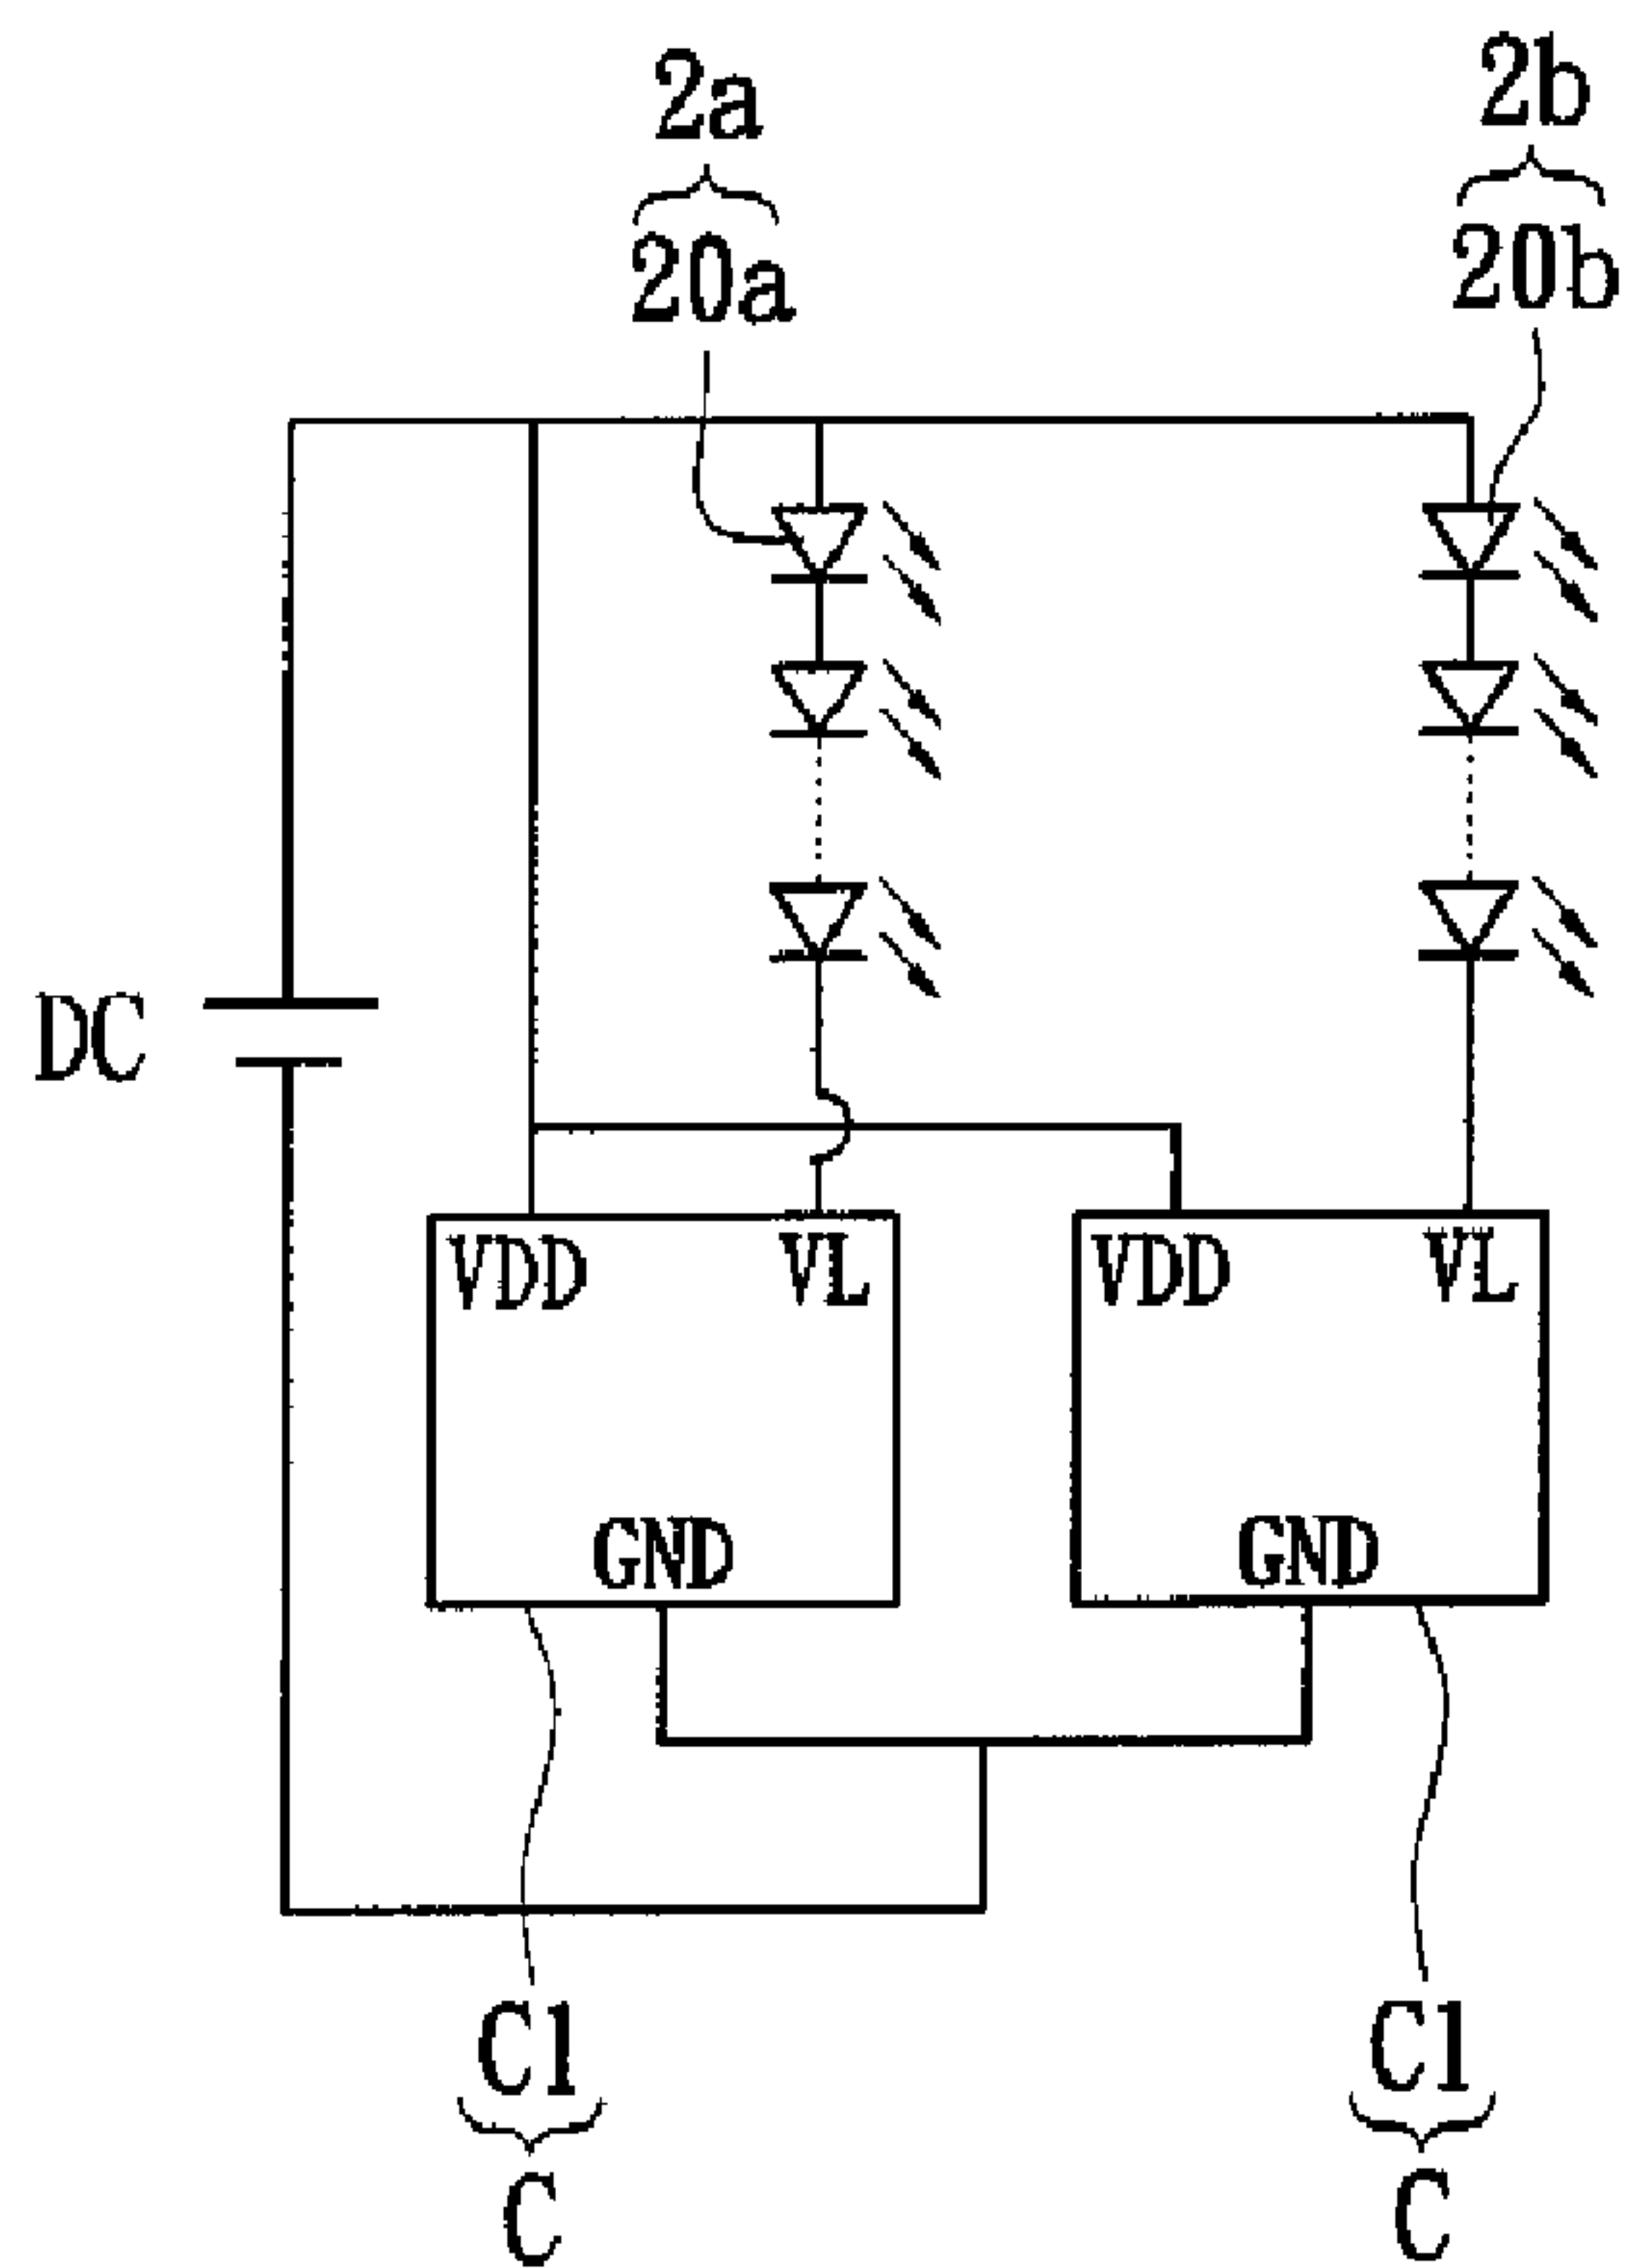 2a 2b
20a 20b
DC
VDD VL VDD VL
GND GND
C1 C1
C C